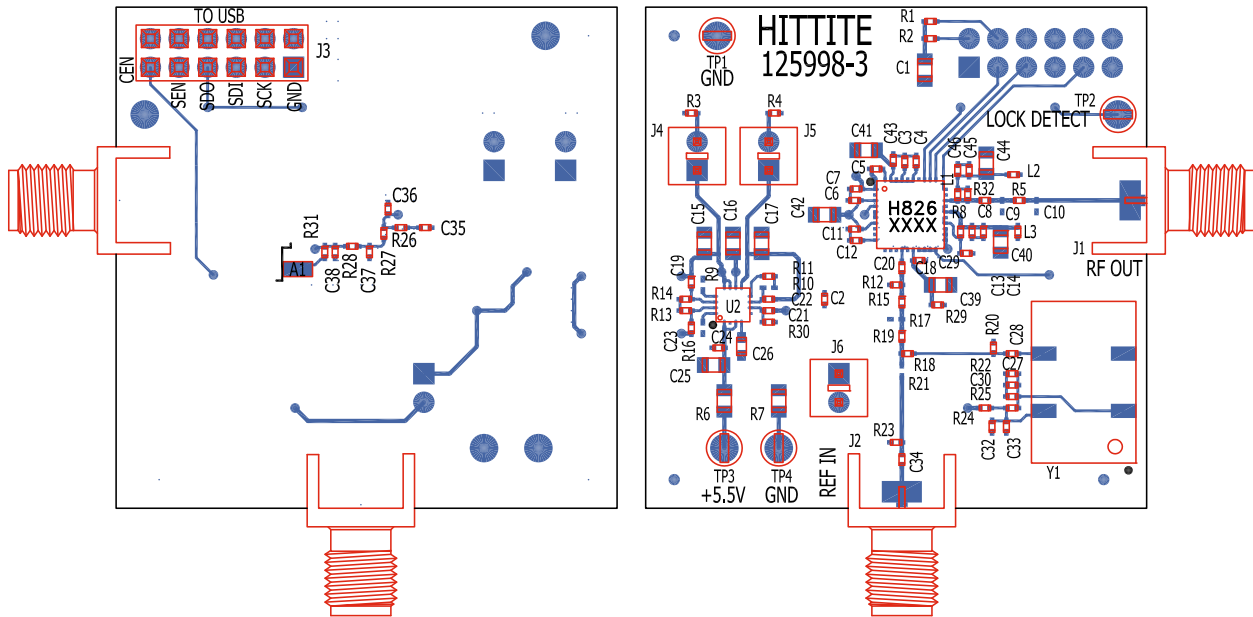 TO USB
J3
CEN
SEN
SDO
SDI
SCK
GND
C36
C35
R31
R26
R27
R28
C37
C38
A1
HITTITE
125998-3
TP1
GND
R1
R2
C1
TP2
LOCK DETECT
R3
R4
J4
J5
C41
C43
C3
C4
C46
C45
C44
C5
C7
C6
L1
L2
R32
R5
C42
H826
XXXX
R8
C8
C9
C10
C15
C16
C17
C11
C12
L3
J1
RF OUT
C40
C20
C18
C29
C13
C14
C19
R9
R11
R10
R14
R13
U2
C22
C21
R30
C2
R12
R15
C39
R29
R17
C23
R16
C24
C26
C25
R19
R18
R20
C28
J6
R21
R22
C27
C30
R25
R24
R6
R7
C32
C33
R23
J2
C34
REF IN
TP3
+5.5V
TP4
GND
Y1